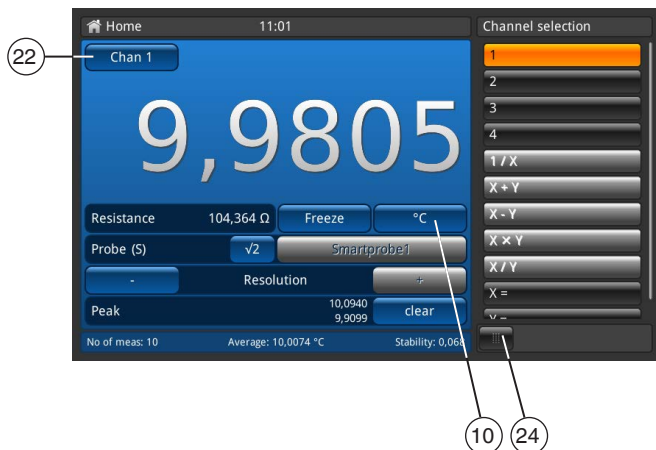 Home 11:01
Channel selection
22
Chan 1
9,9805
Resistance 104,364 Ω Freeze °C
Probe (S) √2 Smartprobe1
- Resolution +
Peak 10,0940 9,9099 clear
No of meas: 10 Average: 10,0074 °C Stability: 0,068
1
2
3
4
1 / X
X + Y
X - Y
X × Y
X / Y
X =
Y =
10 24